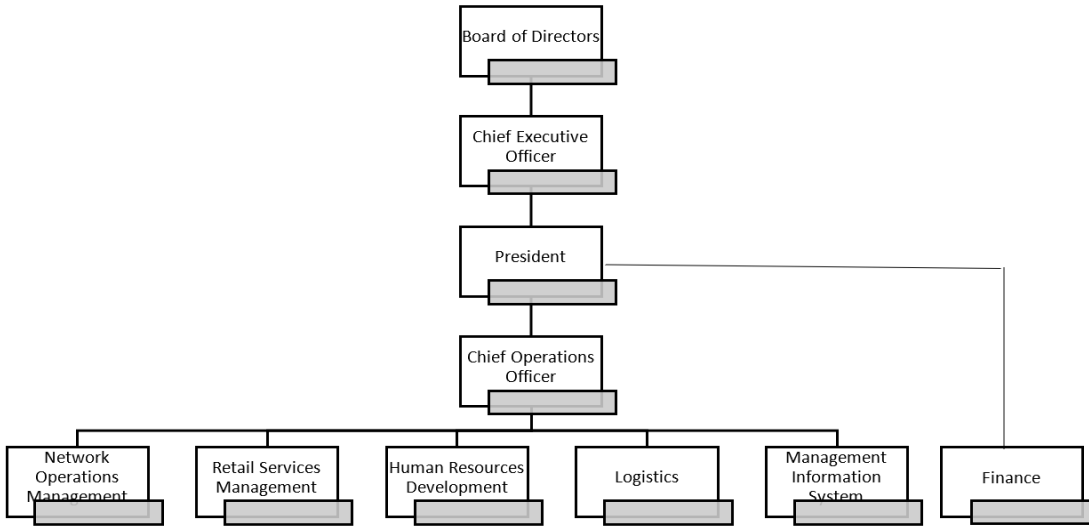 Board of Directors
Chief Executive
Officer
President
Chief Operations
Officer
Network
Operations
Management
Retail Services
Management
Human Resources
Development
Logistics
Management
Information
System
Finance